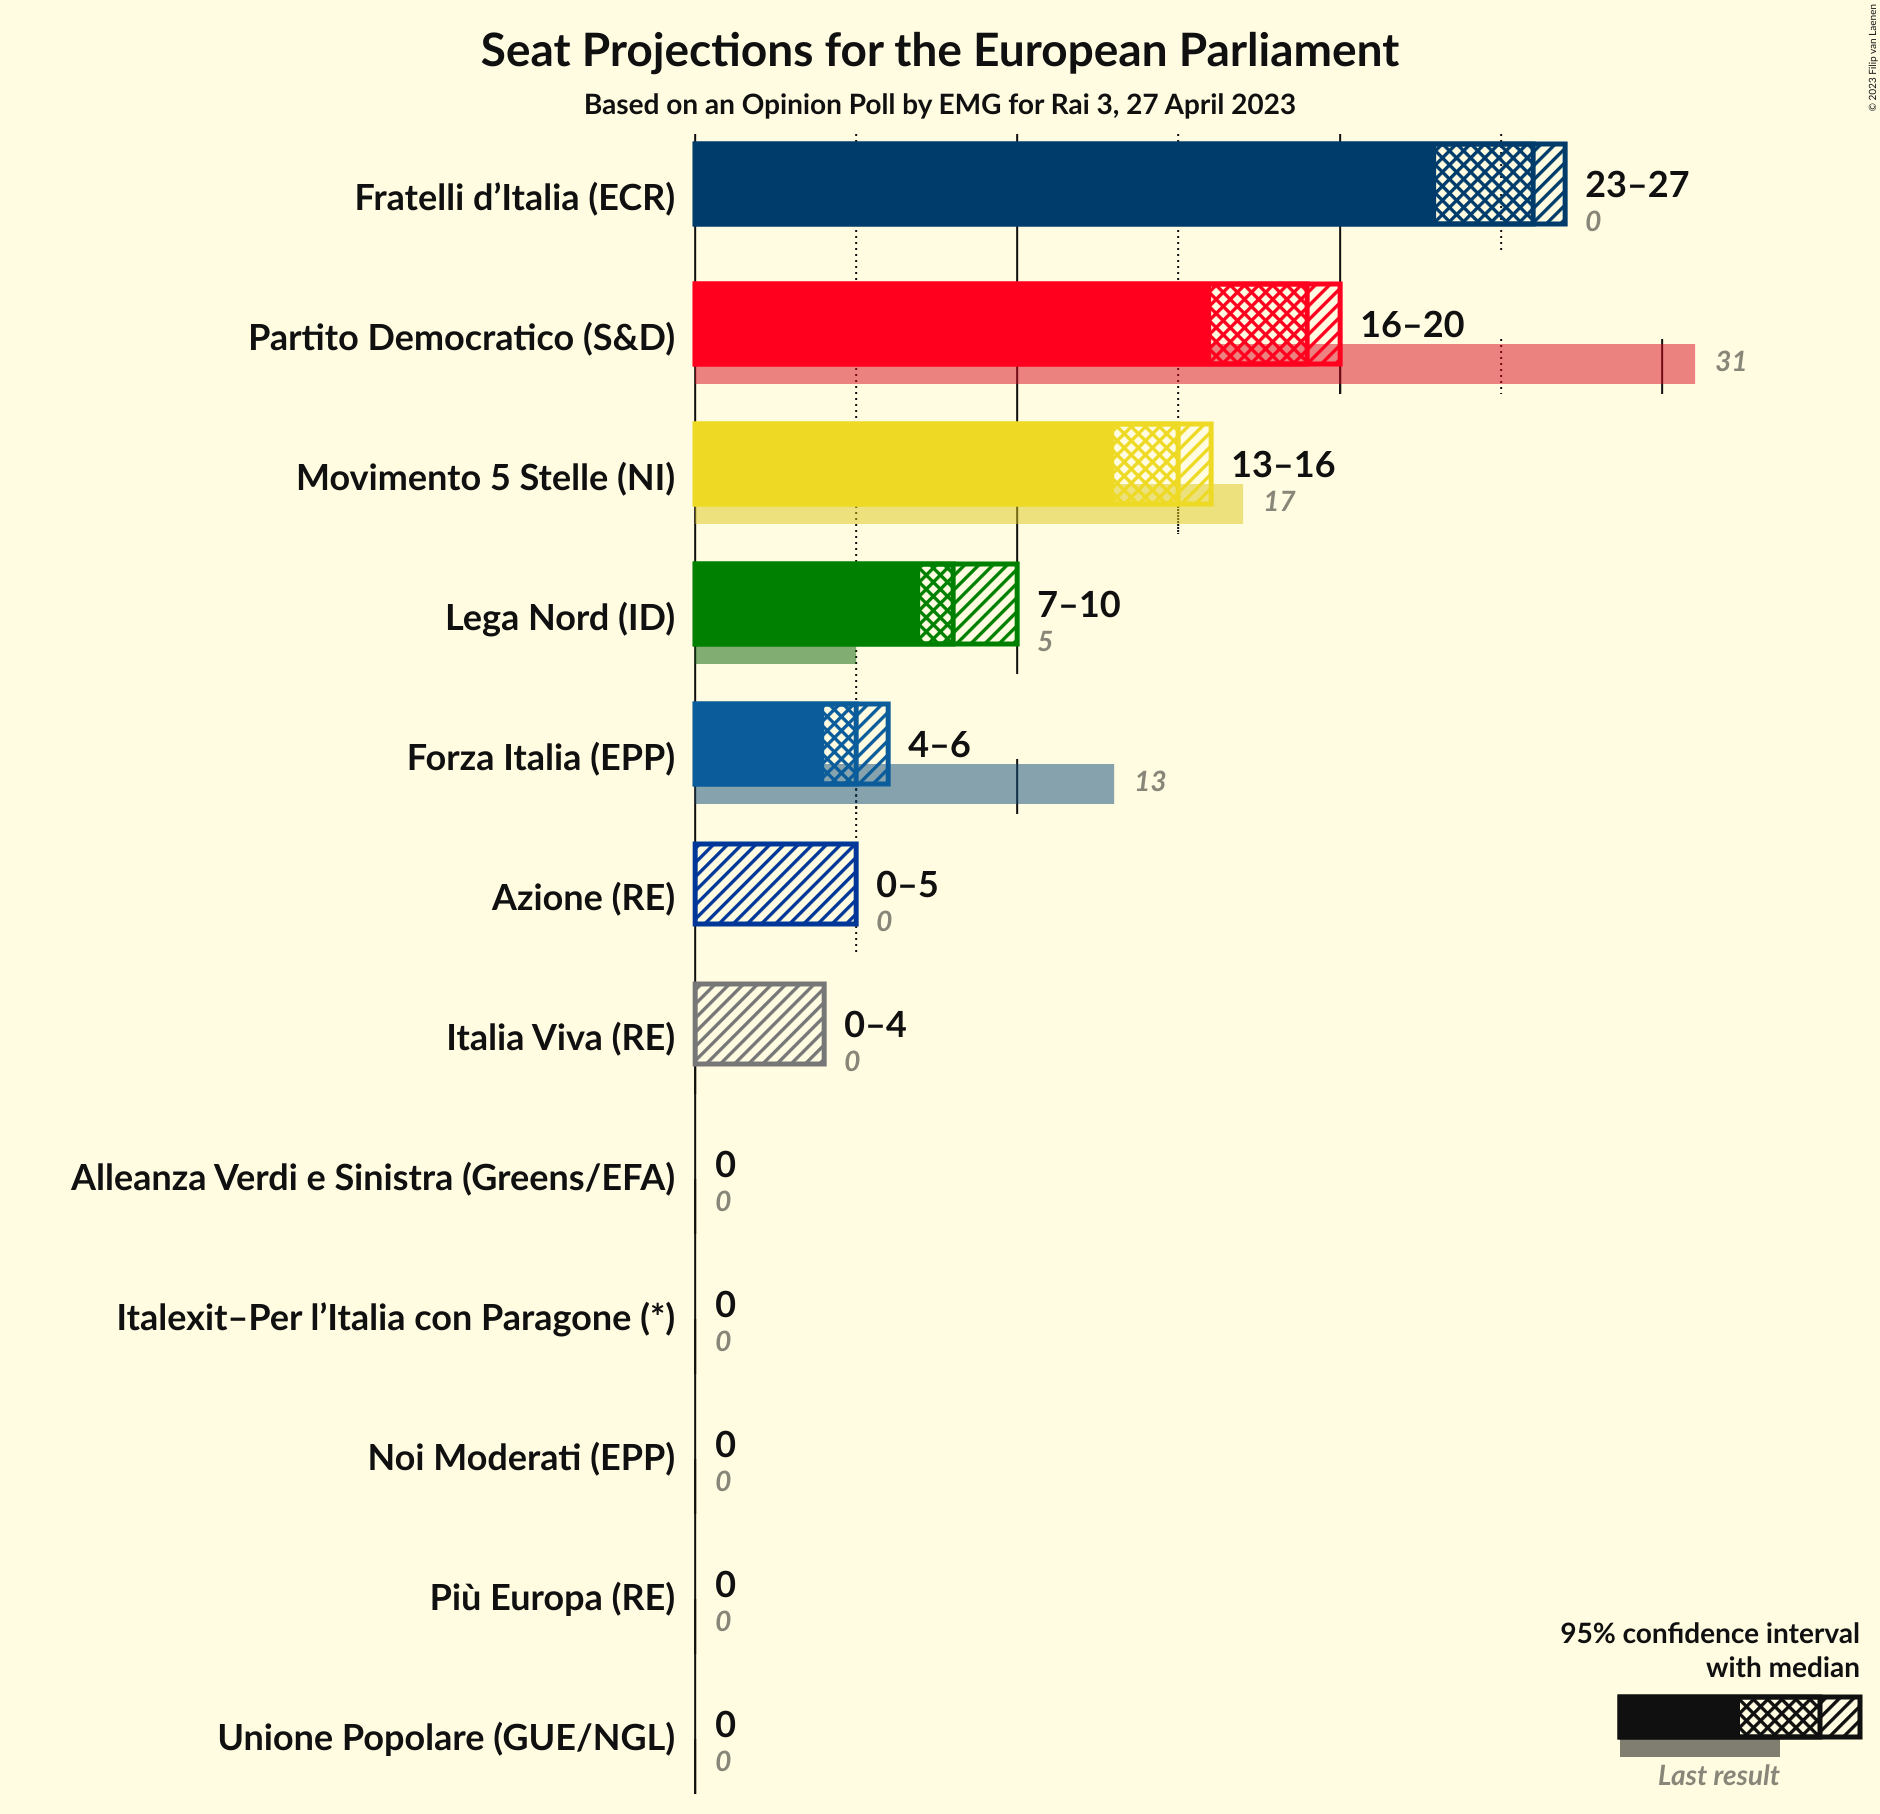 Seat Projections for the European Parliament
Based on an Opinion Poll by EMG for Rai 3, 27 April 2023
© 2023 Filip van Laenen
Fratelli d’Italia (ECR)
23–27
0
Partito Democratico (S&D)
16–20
31
Movimento 5 Stelle (NI)
13–16
17
Lega Nord (ID)
7–10
5
Forza Italia (EPP)
4–6
13
Azione (RE)
0–5
0
Italia Viva (RE)
0–4
0
Alleanza Verdi e Sinistra (Greens/EFA)
0
0
Italexit–Per l’Italia con Paragone (*)
0
0
Noi Moderati (EPP)
0
0
Più Europa (RE)
0
0
Unione Popolare (GUE/NGL)
0
0
95% confidence interval
with median
Last result